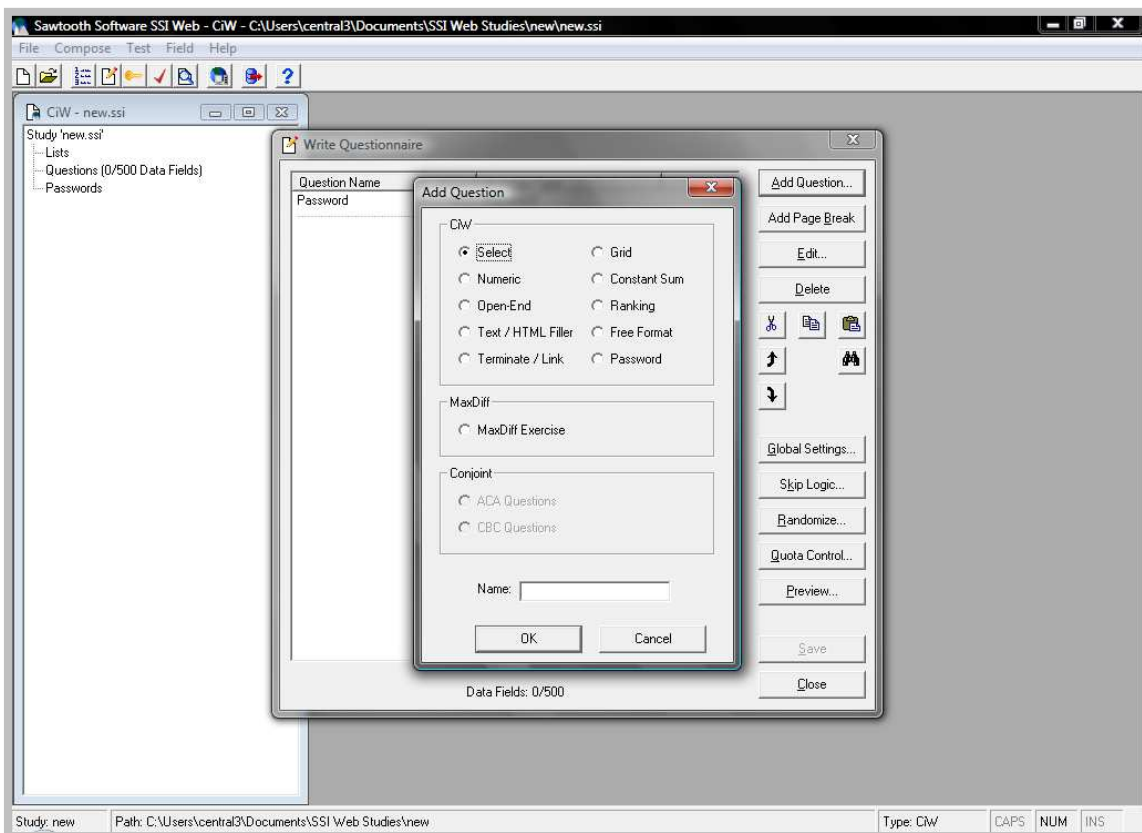 Sawtooth Software SSI Web - CiW - C:\Users\central3\Documents\SSI Web Studies\new\new.ssi
File Compose Test Field Help
CiW - new.ssi
Study 'new.ssi'
Lists
Questions (0/500 Data Fields)
Passwords
Write Questionnaire
Question Name
Password
Add Question
CiW
Select
Grid
Numeric
Constant Sum
Open-End
Ranking
Text / HTML Filler
Free Format
Terminate / Link
Password
MaxDiff
MaxDiff Exercise
Conjoint
ACA Questions
CBC Questions
Name:
OK
Cancel
Add Question...
Add Page Break
Edit...
Delete
Global Settings...
Skip Logic...
Randomize...
Quota Control...
Preview...
Save
Close
Data Fields: 0/500
Study: new
Path: C:\Users\central3\Documents\SSI Web Studies\new
Type: CiW
CAPS
NUM
INS